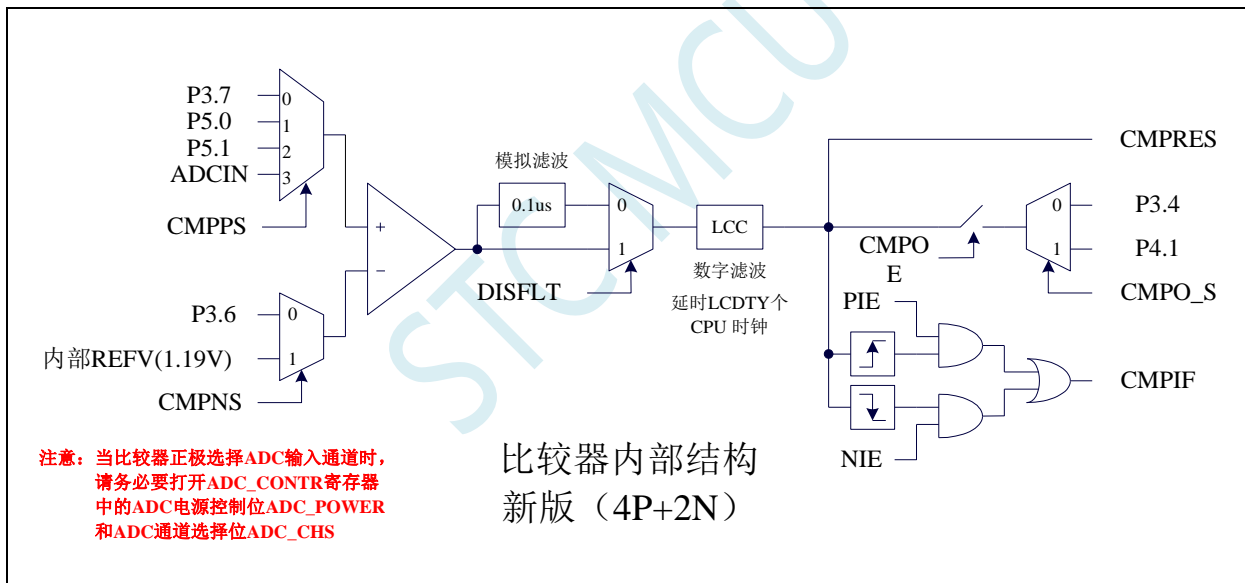 STC MCU
P3.7
P5.0
P5.1
ADCIN
0
1
2
3
CMPPS
P3.6
内部REFV(1.19V)
0
1
CMPNS
+
−
模拟滤波
0.1us
0
1
DISFLT
LCC
数字滤波
延时LCDTY个
CPU 时钟
CMPRES
CMPO
E
0
1
P3.4
P4.1
CMPO_S
PIE
NIE
CMPIF
注意：当比较器正极选择ADC输入通道时，
请务必要打开ADC_CONTR寄存器
中的ADC电源控制位ADC_POWER
和ADC通道选择位ADC_CHS
比较器内部结构
新版（4P+2N）